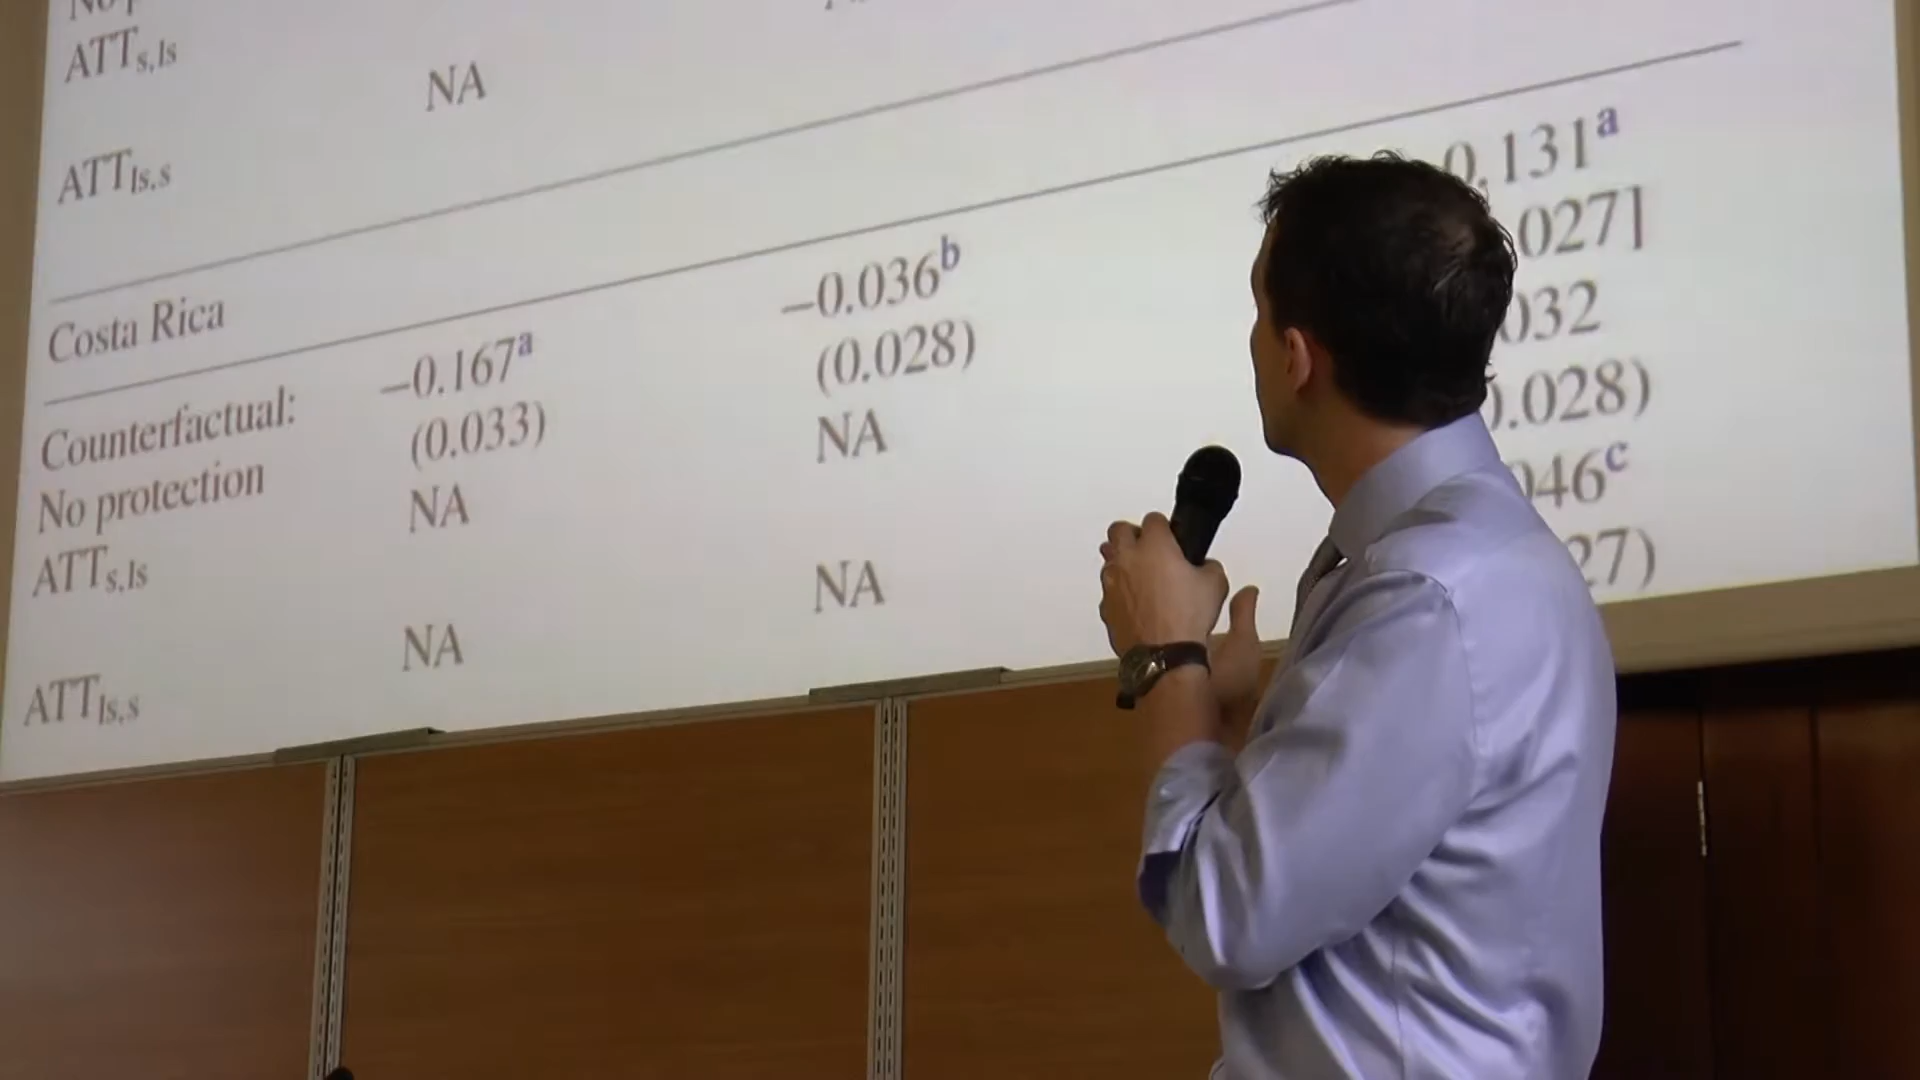 ATTs,ls
NA
ATTls,s
Costa Rica
Counterfactual: −0.167a −0.036b 0.131a
No protection (0.033) (0.028) 027]
ATTs,ls NA NA 032
.028)
ATTls,s NA NA 046c
27)